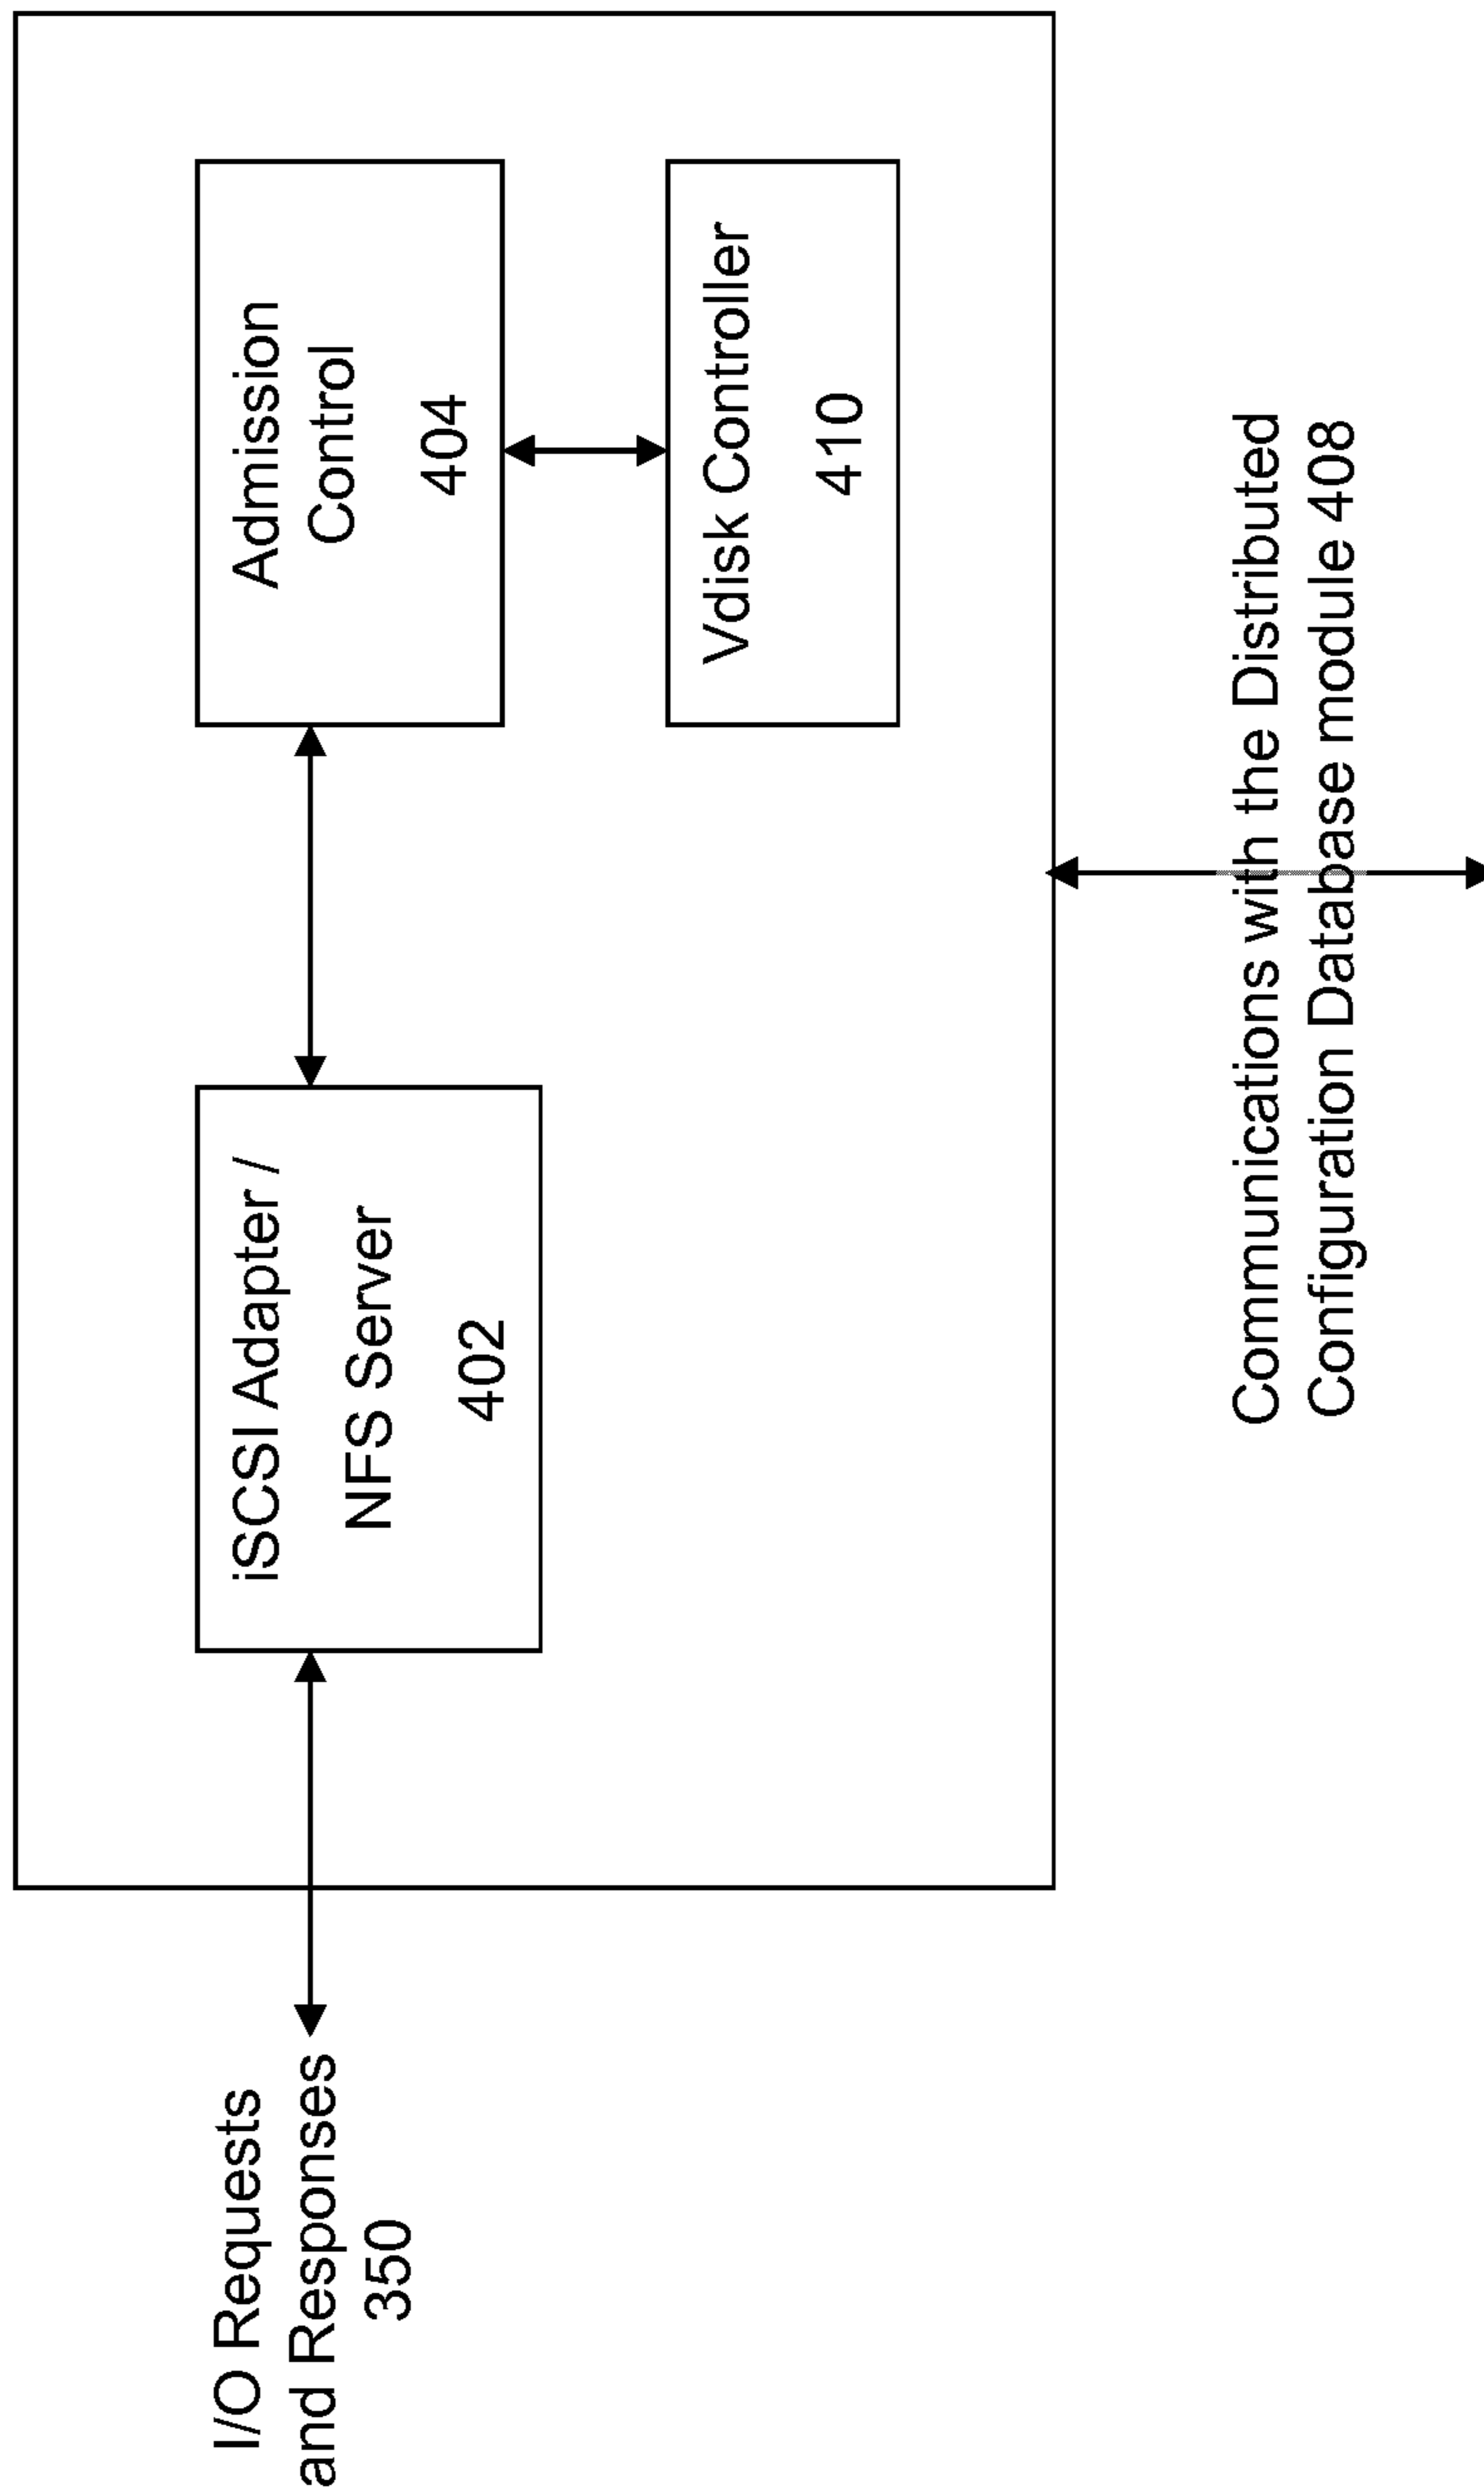 I/O Requests
and Responses
350
iSCSI Adapter /
NFS Server
402
Admission
Control
404
Vdisk Controller
410
Communications with the Distributed
Configuration Database module 408